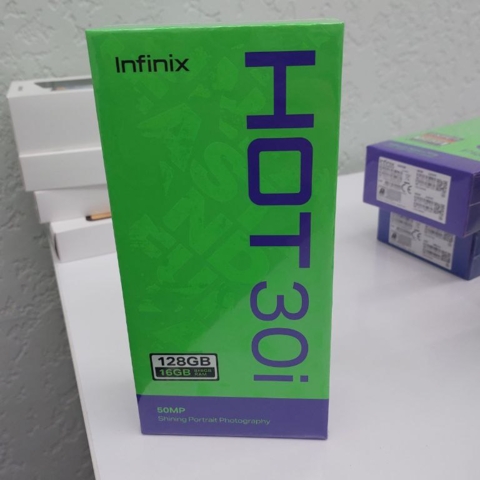 Infinix
HOT 30i
128GB
16GB
50MP
Shining Portrait Photography